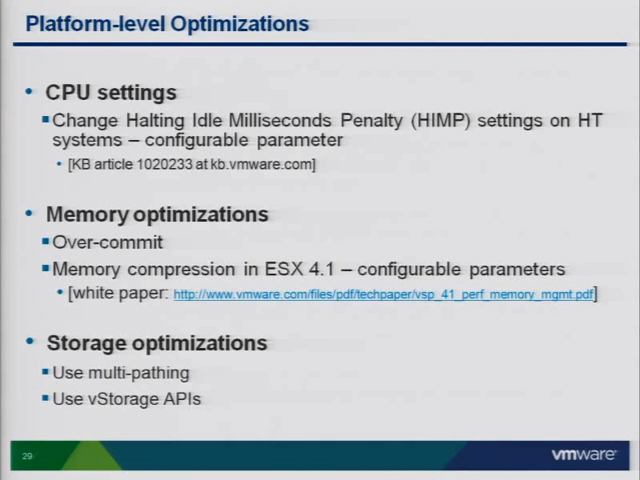 Platform-level Optimizations
• CPU settings
▪ Change Halting Idle Milliseconds Penalty (HIMP) settings on HT
systems – configurable parameter
• [KB article 1020233 at kb.vmware.com]
• Memory optimizations
▪ Over-commit
▪ Memory compression in ESX 4.1 – configurable parameters
• [white paper: http://www.vmware.com/files/pdf/techpaper/vsp_41_perf_memory_mgmt.pdf]
• Storage optimizations
▪ Use multi-pathing
▪ Use vStorage APIs
29
vmware